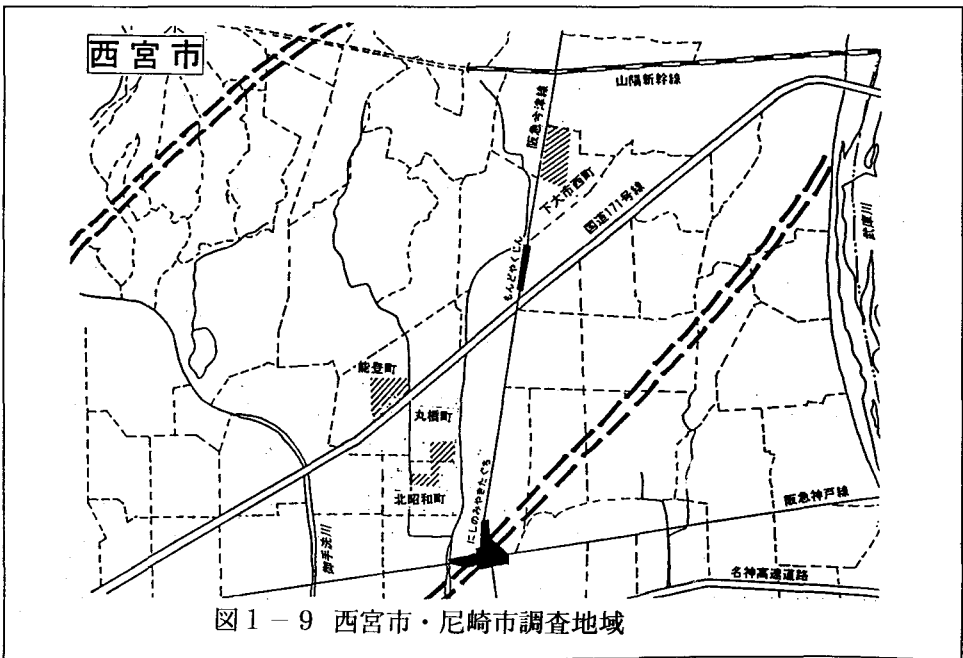 西宮市
山陽新幹線
阪急今津線
下大市西町
国道171号線
武庫川
もんどやくじん
能登町
丸橋町
北昭和町
にしのみやきたぐち
御手洗川
阪急神戸線
名神高速道路
図1-9 西宮市・尼崎市調査地域